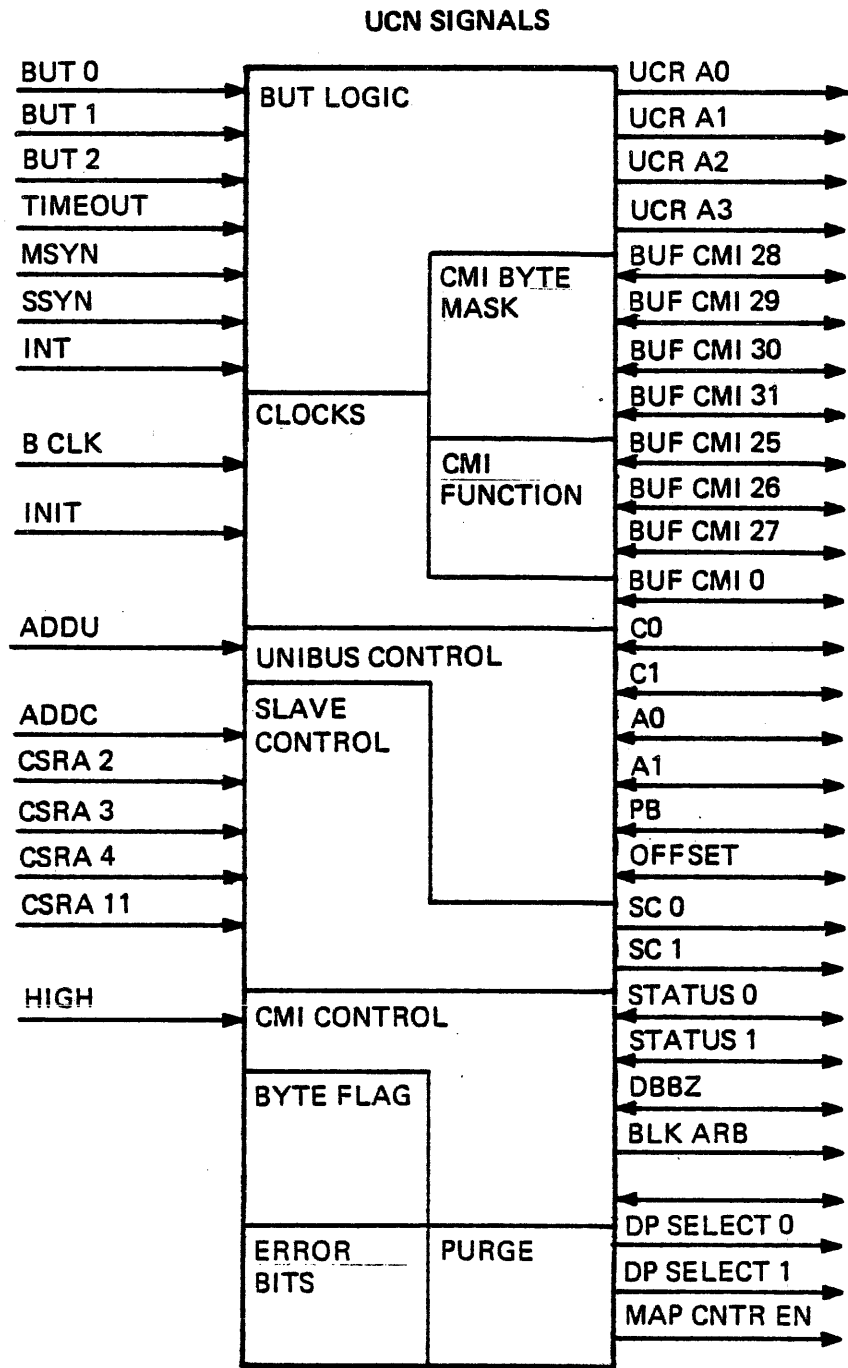 UCN SIGNALS
BUT 0
BUT 1
BUT 2
TIMEOUT
MSYN
SSYN
INT
B CLK
INIT
ADDU
ADDC
CSRA 2
CSRA 3
CSRA 4
CSRA 11
HIGH
BUT LOGIC
CMI BYTE
MASK
CLOCKS
CMI
FUNCTION
UNIBUS CONTROL
SLAVE
CONTROL
CMI CONTROL
BYTE FLAG
ERROR
BITS
PURGE
UCR A0
UCR A1
UCR A2
UCR A3
BUF CMI 28
BUF CMI 29
BUF CMI 30
BUF CMI 31
BUF CMI 25
BUF CMI 26
BUF CMI 27
BUF CMI 0
C0
C1
A0
A1
PB
OFFSET
SC 0
SC 1
STATUS 0
STATUS 1
DBBZ
BLK ARB
DP SELECT 0
DP SELECT 1
MAP CNTR EN